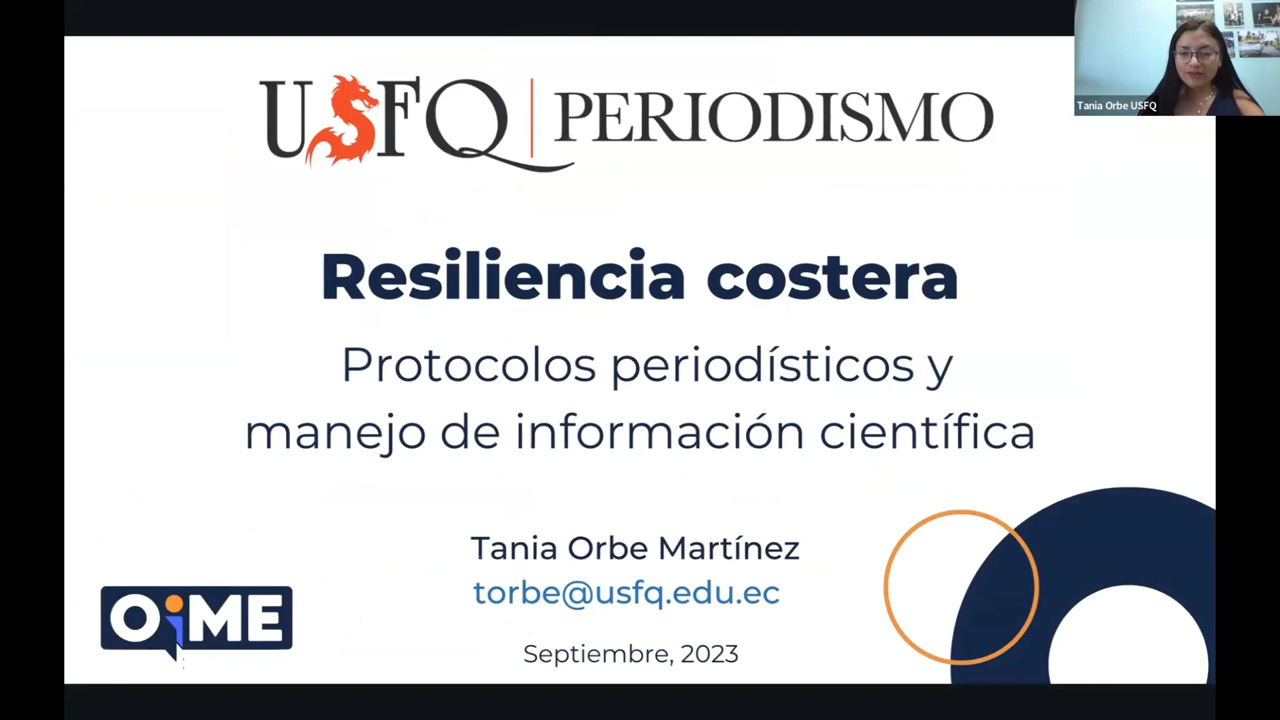 USFQ | PERIODISMO
Tania Orbe USFQ
Resiliencia costera
Protocolos periodísticos y
manejo de información científica
Tania Orbe Martínez
torbe@usfq.edu.ec
OiME
Septiembre, 2023